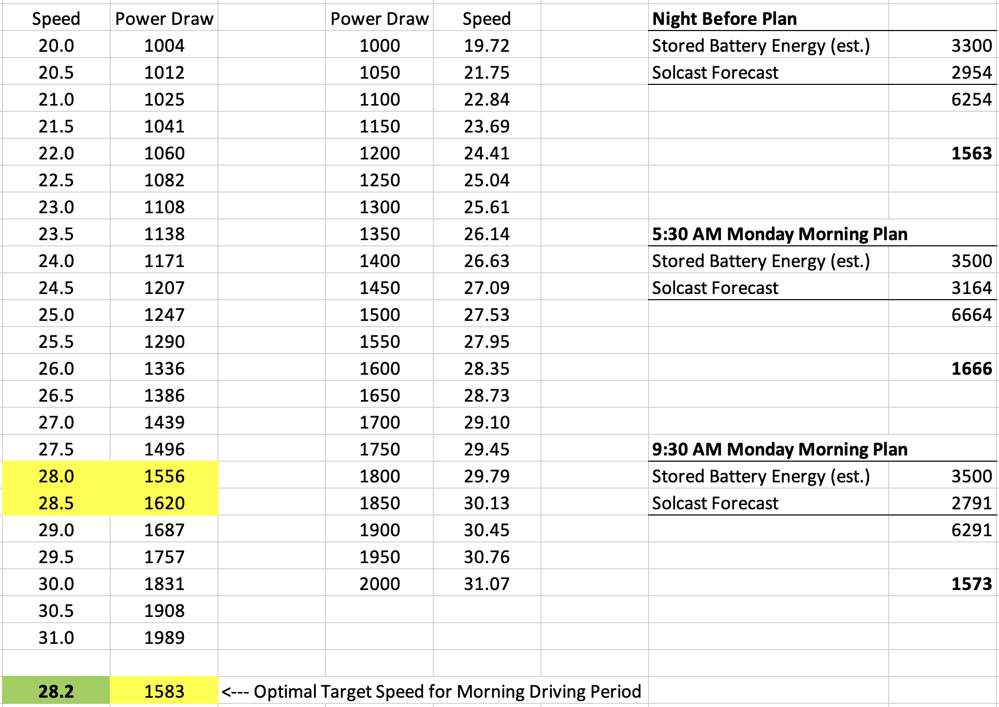 Speed Power Draw Power Draw Speed Night Before Plan
20.0 1004 1000 19.72 Stored Battery Energy (est.) 3300
20.5 1012 1050 21.75 Solcast Forecast 2954
21.0 1025 1100 22.84 6254
21.5 1041 1150 23.69
22.0 1060 1200 24.41 1563
22.5 1082 1250 25.04
23.0 1108 1300 25.61
23.5 1138 1350 26.14 5:30 AM Monday Morning Plan
24.0 1171 1400 26.63 Stored Battery Energy (est.) 3500
24.5 1207 1450 27.09 Solcast Forecast 3164
25.0 1247 1500 27.53 6664
25.5 1290 1550 27.95
26.0 1336 1600 28.35 1666
26.5 1386 1650 28.73
27.0 1439 1700 29.10
27.5 1496 1750 29.45 9:30 AM Monday Morning Plan
28.0 1556 1800 29.79 Stored Battery Energy (est.) 3500
28.5 1620 1850 30.13 Solcast Forecast 2791
29.0 1687 1900 30.45 6291
29.5 1757 1950 30.76
30.0 1831 2000 31.07 1573
30.5 1908
31.0 1989
28.2 1583 <--- Optimal Target Speed for Morning Driving Period